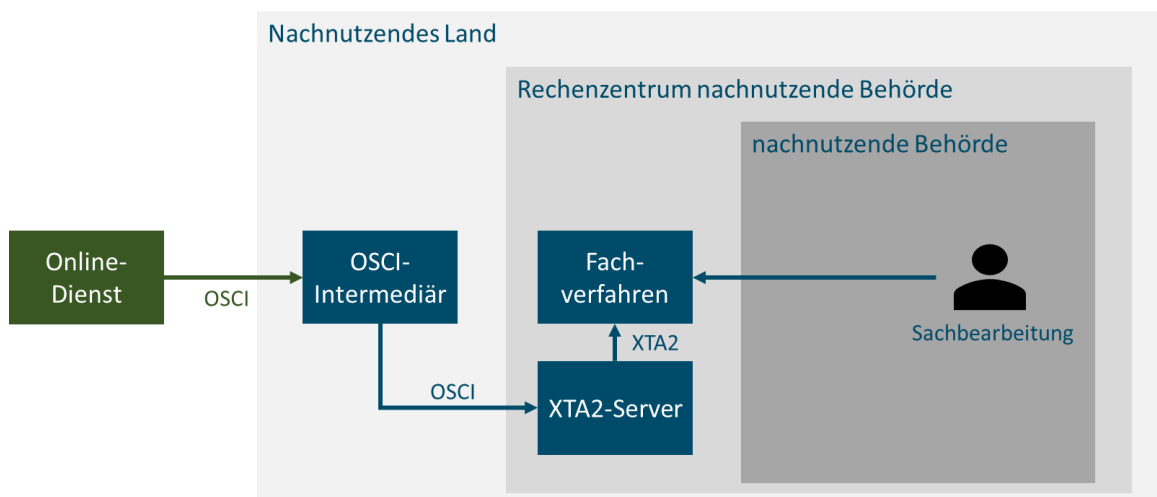 Nachnutzendes Land
Rechenzentrum nachnutzende Behörde
nachnutzende Behörde
Online-
Dienst
OSCI
OSCI-
Intermediär
Fach-
verfahren
Sachbearbeitung
XTA2
OSCI
XTA2-Server